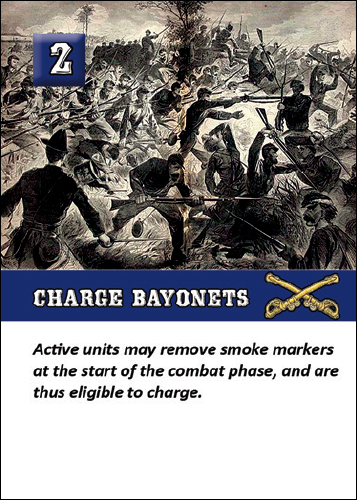 2
CHARGE BAYONETS
Active units may remove smoke markers
at the start of the combat phase, and are
thus eligible to charge.